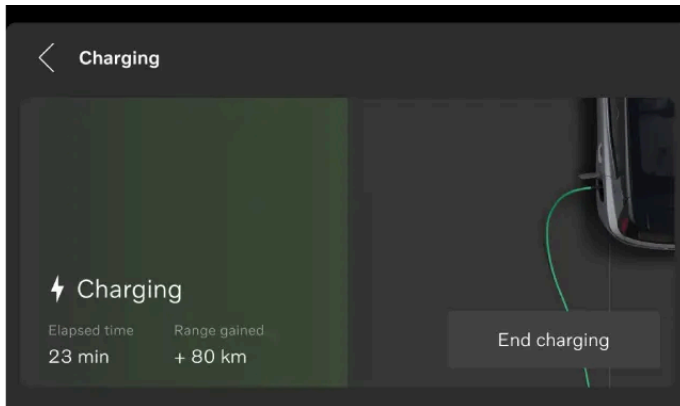 Charging
Charging
Elapsed time Range gained
23 min + 80 km
End charging